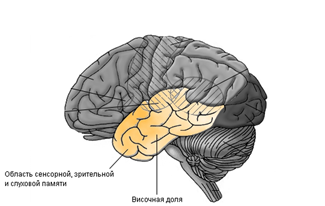 Область сенсорной, зрительной
и слуховой памяти
Височная доля